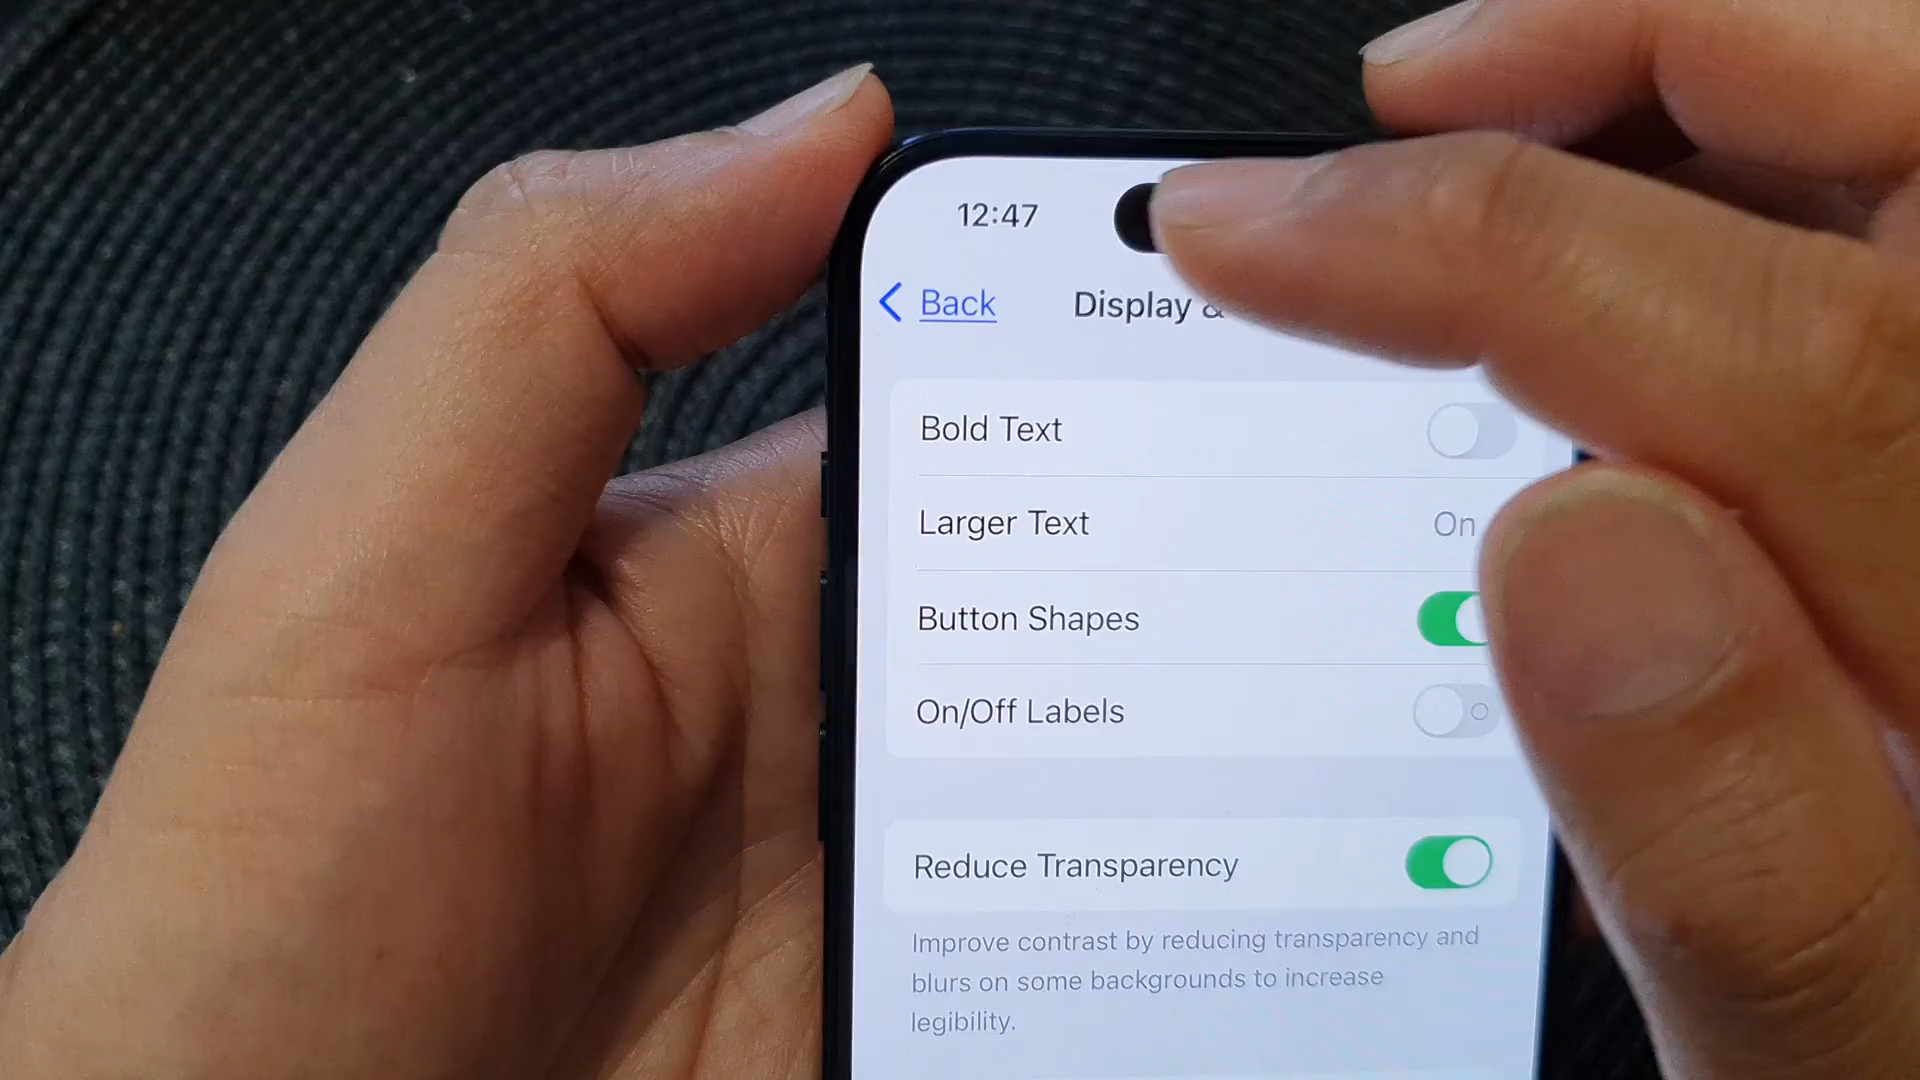 12:47
Back
Display &
Bold Text
Larger Text
On
Button Shapes
On/Off Labels
Reduce Transparency
Improve contrast by reducing transparency and
blurs on some backgrounds to increase
legibility.